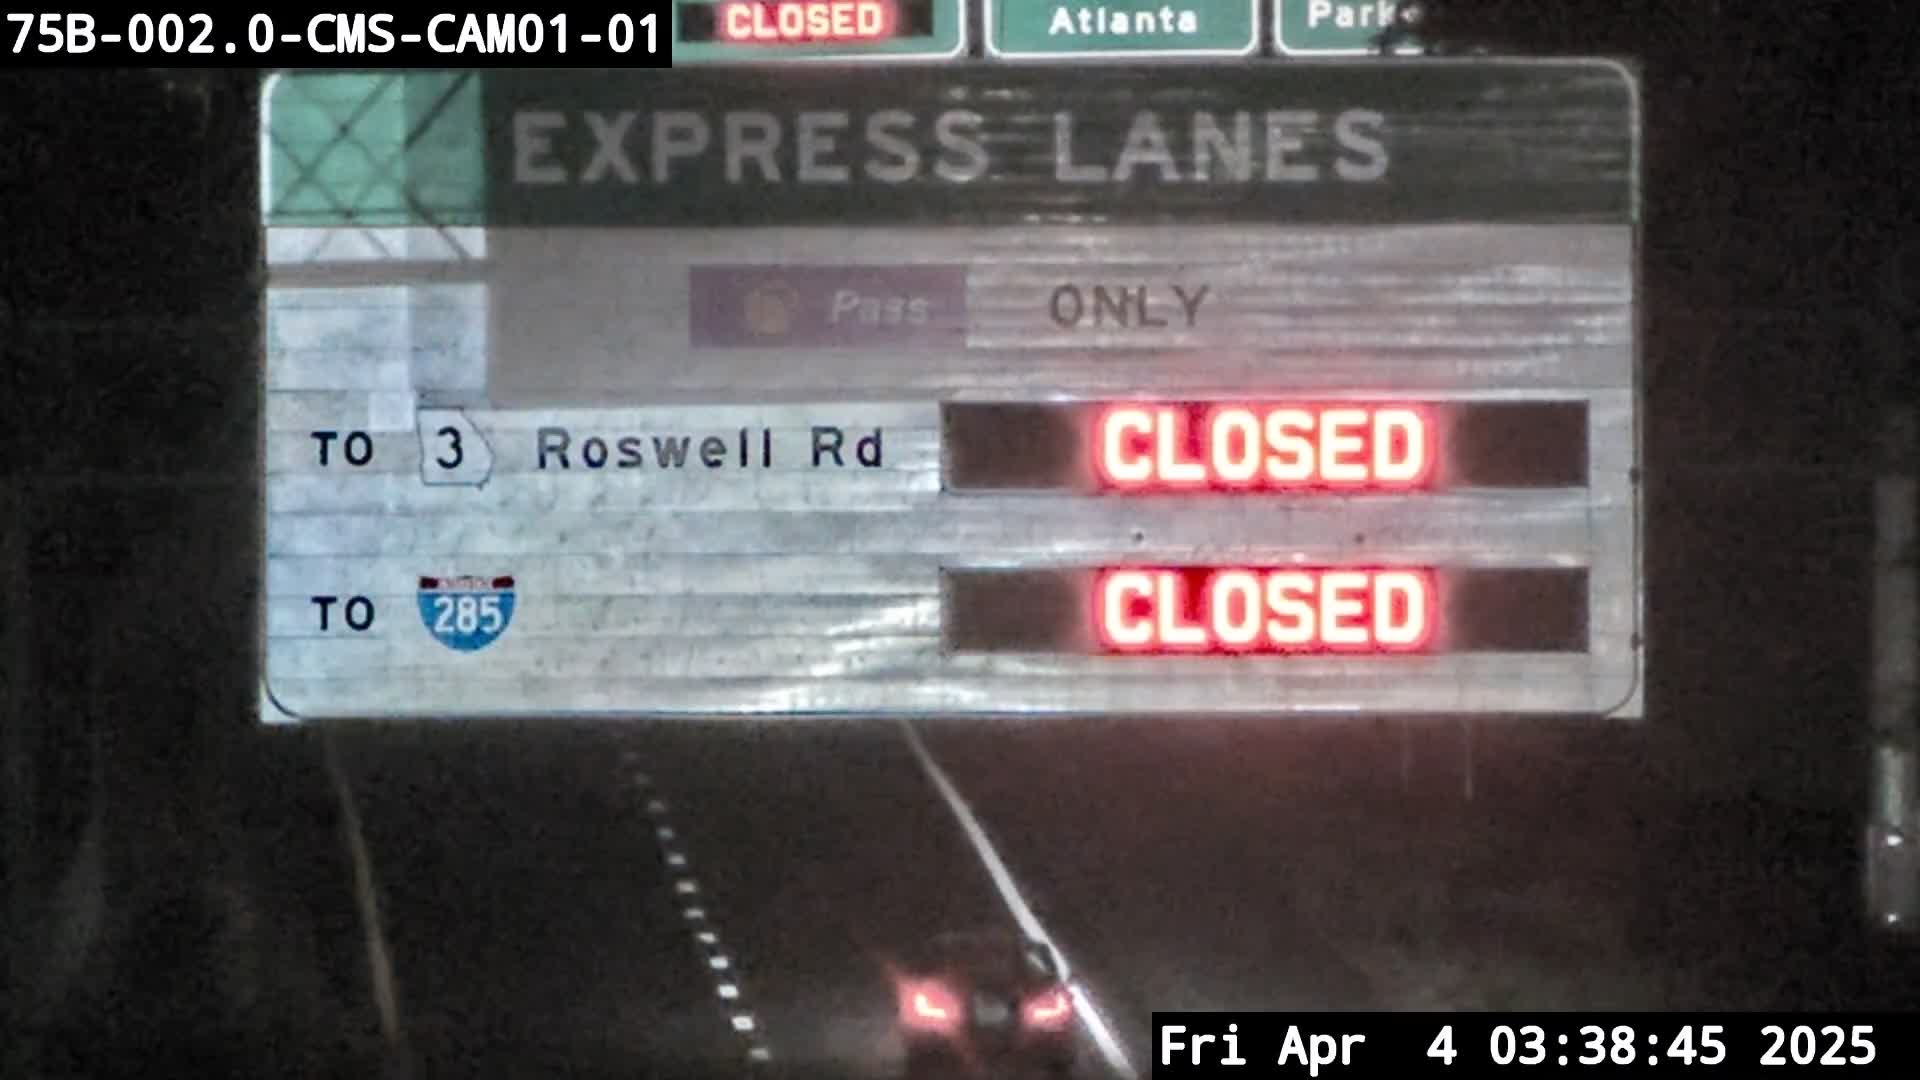 75B-002.0-CMS-CAM01-01
CLOSED
Atlanta
EXPRESS LANES
Pass ONLY
TO 3 Roswell Rd CLOSED
TO 285 CLOSED
Fri Apr 4 03:38:45 2025